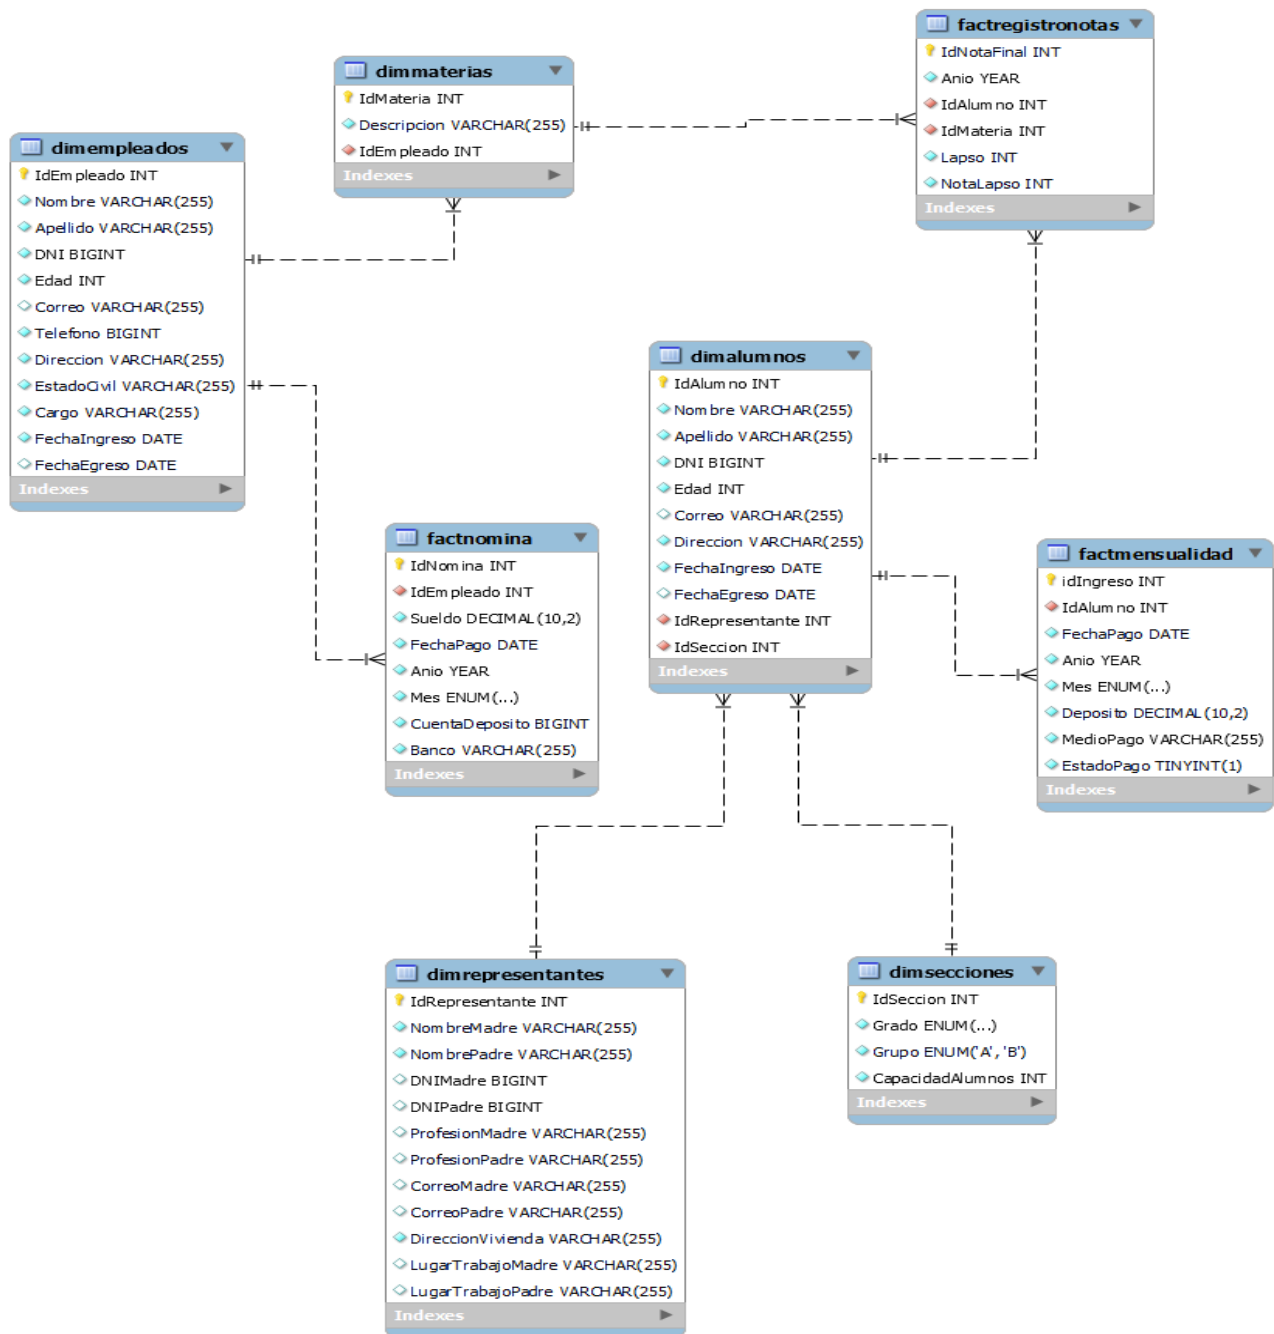 factregistronotas
IdNotaFinal INT
Anio YEAR
IdAlumno INT
IdMateria INT
Lapso INT
NotaLapso INT
Indexes
dimmaterias
IdMateria INT
Descripcion VARCHAR(255)
IdEmpleado INT
Indexes
dimempleados
IdEmpleado INT
Nombre VARCHAR(255)
Apellido VARCHAR(255)
DNI BIGINT
Edad INT
Correo VARCHAR(255)
Telefono BIGINT
Direccion VARCHAR(255)
EstadoCivil VARCHAR(255)
Cargo VARCHAR(255)
FechaIngreso DATE
FechaEgreso DATE
Indexes
dimalumnos
IdAlumno INT
Nombre VARCHAR(255)
Apellido VARCHAR(255)
DNI BIGINT
Edad INT
Correo VARCHAR(255)
Direccion VARCHAR(255)
FechaIngreso DATE
FechaEgreso DATE
IdRepresentante INT
IdSeccion INT
Indexes
factnomina
IdNomina INT
IdEmpleado INT
Sueldo DECIMAL(10,2)
FechaPago DATE
Anio YEAR
Mes ENUM(...)
CuentaDeposito BIGINT
Banco VARCHAR(255)
Indexes
factmensualidad
idIngreso INT
IdAlumno INT
FechaPago DATE
Anio YEAR
Mes ENUM(...)
Deposito DECIMAL(10,2)
MedioPago VARCHAR(255)
EstadoPago TINYINT(1)
Indexes
dimrepresentantes
IdRepresentante INT
NombreMadre VARCHAR(255)
NombrePadre VARCHAR(255)
DNIMadre BIGINT
DNIPadre BIGINT
ProfesionMadre VARCHAR(255)
ProfesionPadre VARCHAR(255)
CorreoMadre VARCHAR(255)
CorreoPadre VARCHAR(255)
DireccionVivienda VARCHAR(255)
LugarTrabajoMadre VARCHAR(255)
LugarTrabajoPadre VARCHAR(255)
Indexes
dimsecciones
IdSeccion INT
Grado ENUM(...)
Grupo ENUM('A', 'B')
CapacidadAlumnos INT
Indexes